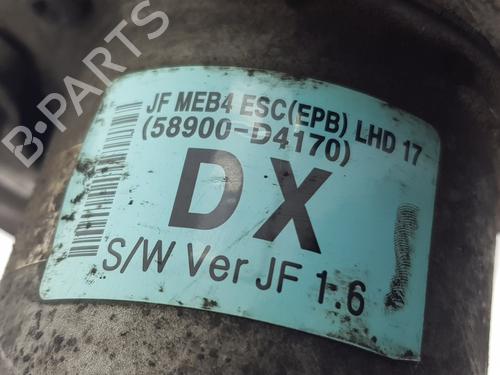 B-PARTS
JF MEB4 ESC(EPB) LHD 17
(58900-D4170)
DX
S/W Ver JF 1.6